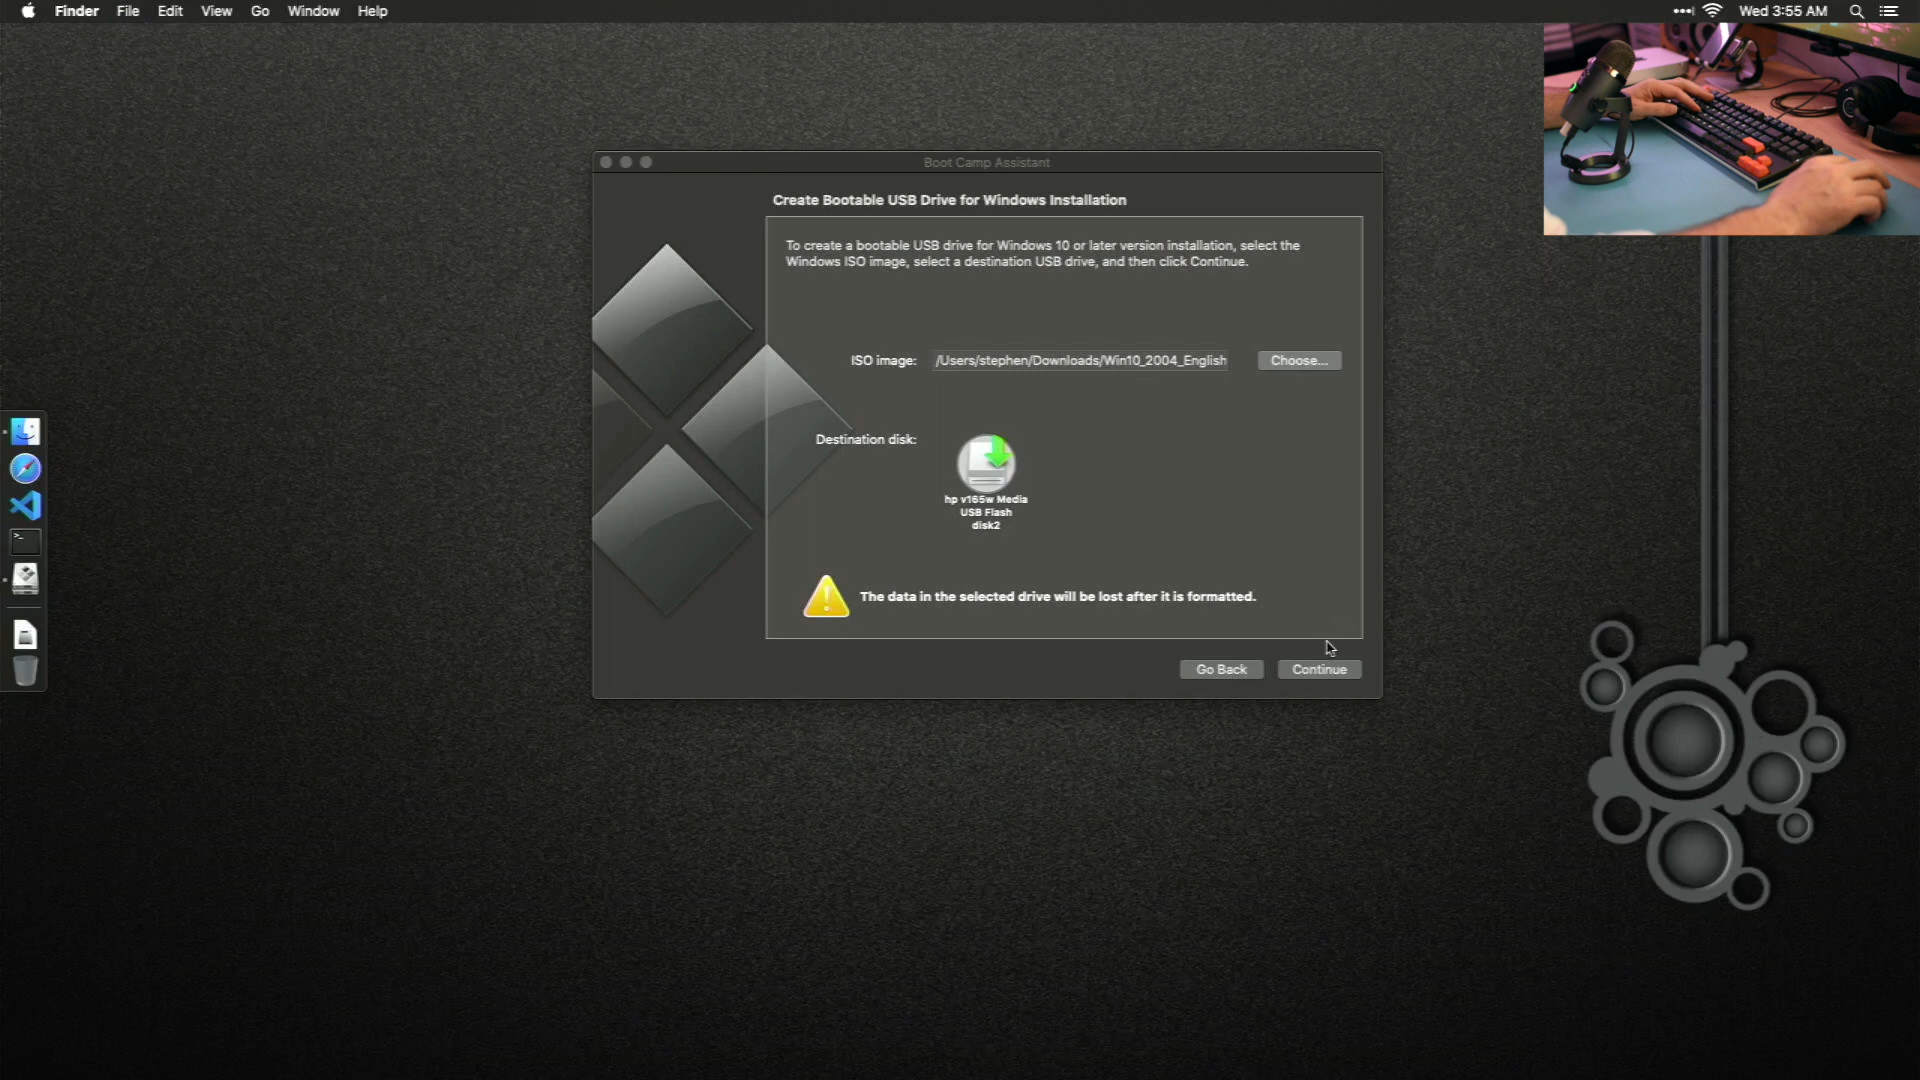 Finder File Edit View Go Window Help
Wed 3:55 AM
Boot Camp Assistant
Create Bootable USB Drive for Windows Installation
To create a bootable USB drive for Windows 10 or later version installation, select the
Windows ISO image, select a destination USB drive, and then click Continue.
ISO image: /Users/stephen/Downloads/Win10_2004_English Choose...
Destination disk:
hp v165w Media
USB Flash
disk2
The data in the selected drive will be lost after it is formatted.
Go Back Continue